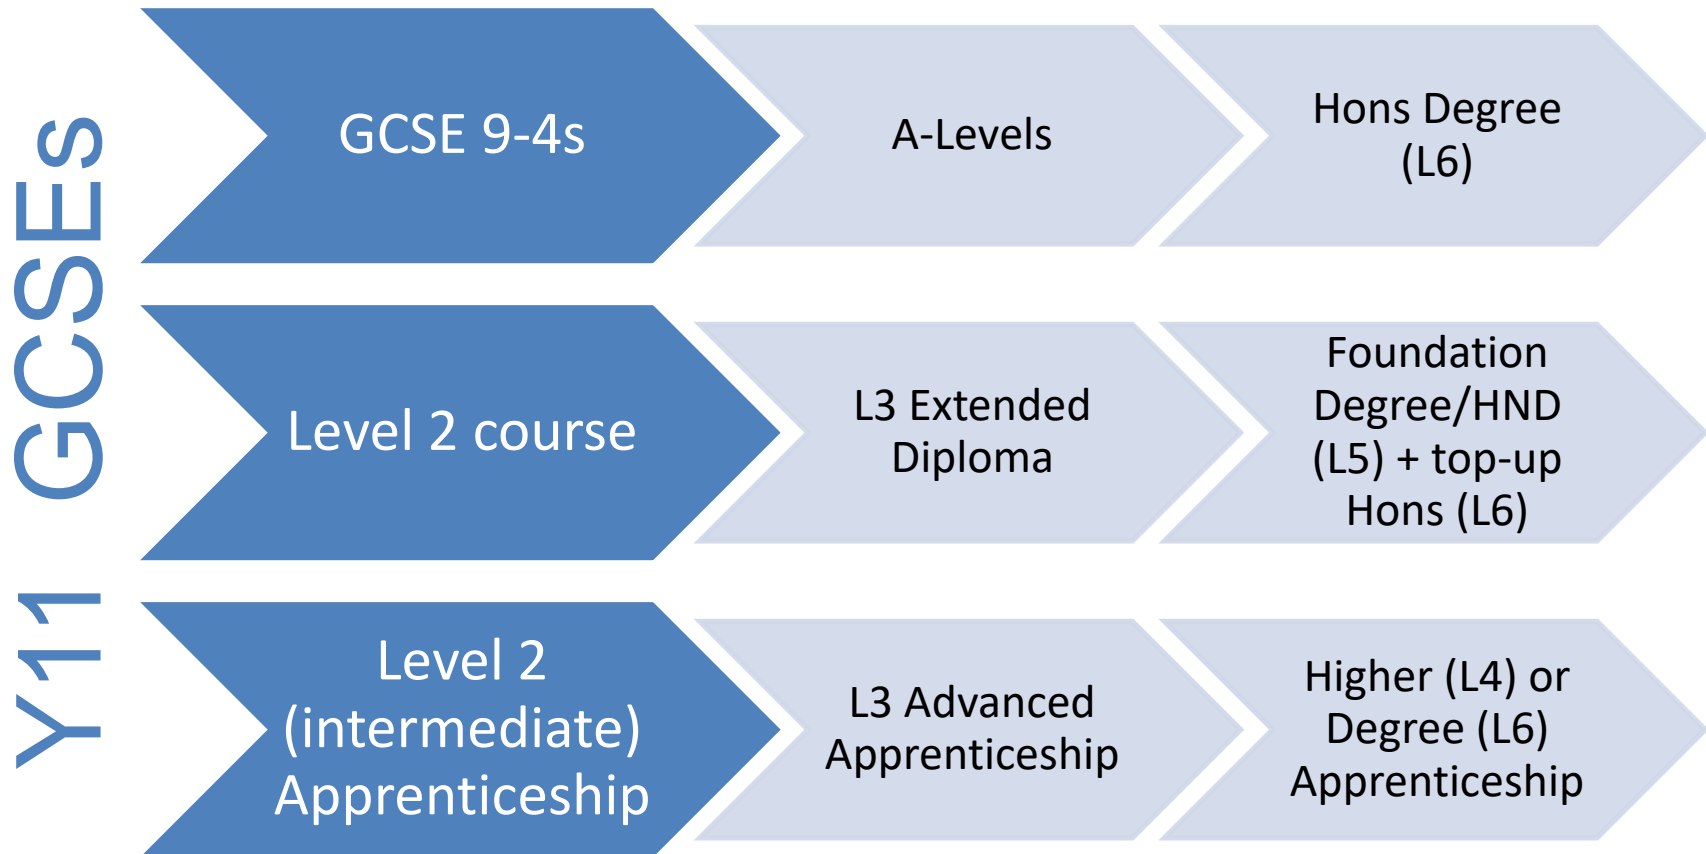 Y11 GCSEs
GCSE 9-4s
A-Levels
Hons Degree
(L6)
Level 2 course
L3 Extended
Diploma
Foundation
Degree/HND
(L5) + top-up
Hons (L6)
Level 2
(intermediate)
Apprenticeship
L3 Advanced
Apprenticeship
Higher (L4) or
Degree (L6)
Apprenticeship